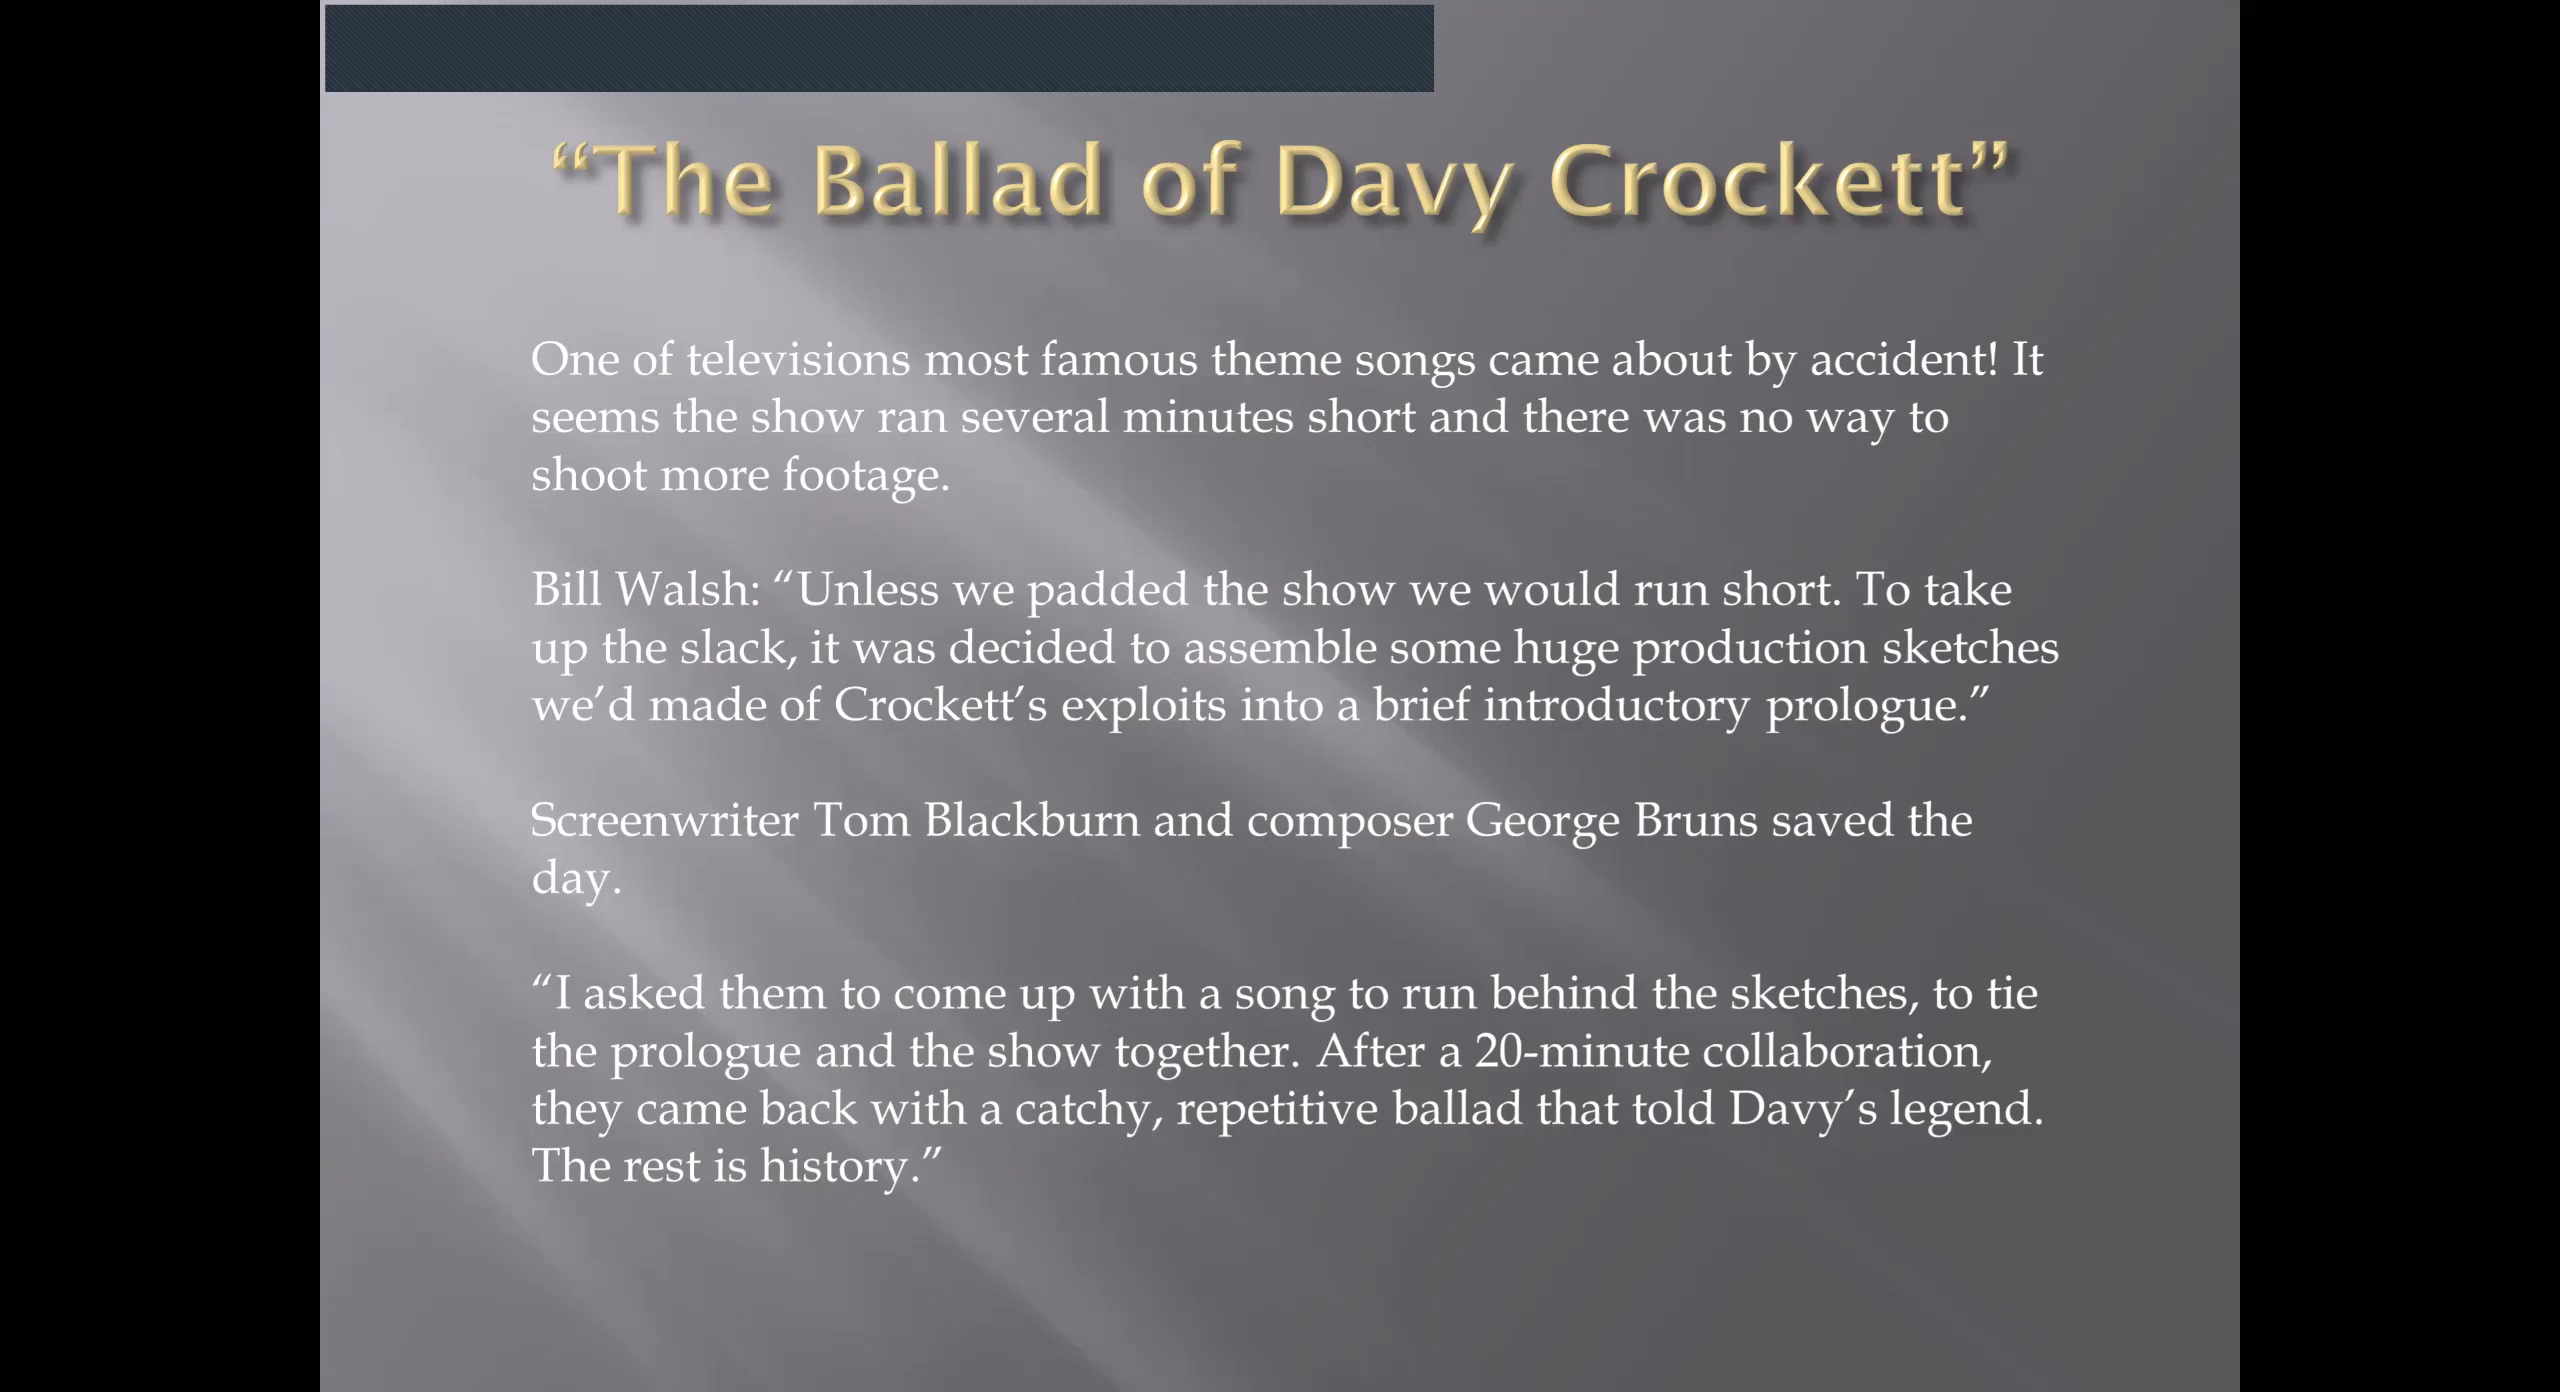 “The Ballad of Davy Crockett”
One of televisions most famous theme songs came about by accident! It
seems the show ran several minutes short and there was no way to
shoot more footage.
Bill Walsh: “Unless we padded the show we would run short. To take
up the slack, it was decided to assemble some huge production sketches
we’d made of Crockett’s exploits into a brief introductory prologue.”
Screenwriter Tom Blackburn and composer George Bruns saved the
day.
“I asked them to come up with a song to run behind the sketches, to tie
the prologue and the show together. After a 20-minute collaboration,
they came back with a catchy, repetitive ballad that told Davy’s legend.
The rest is history.”